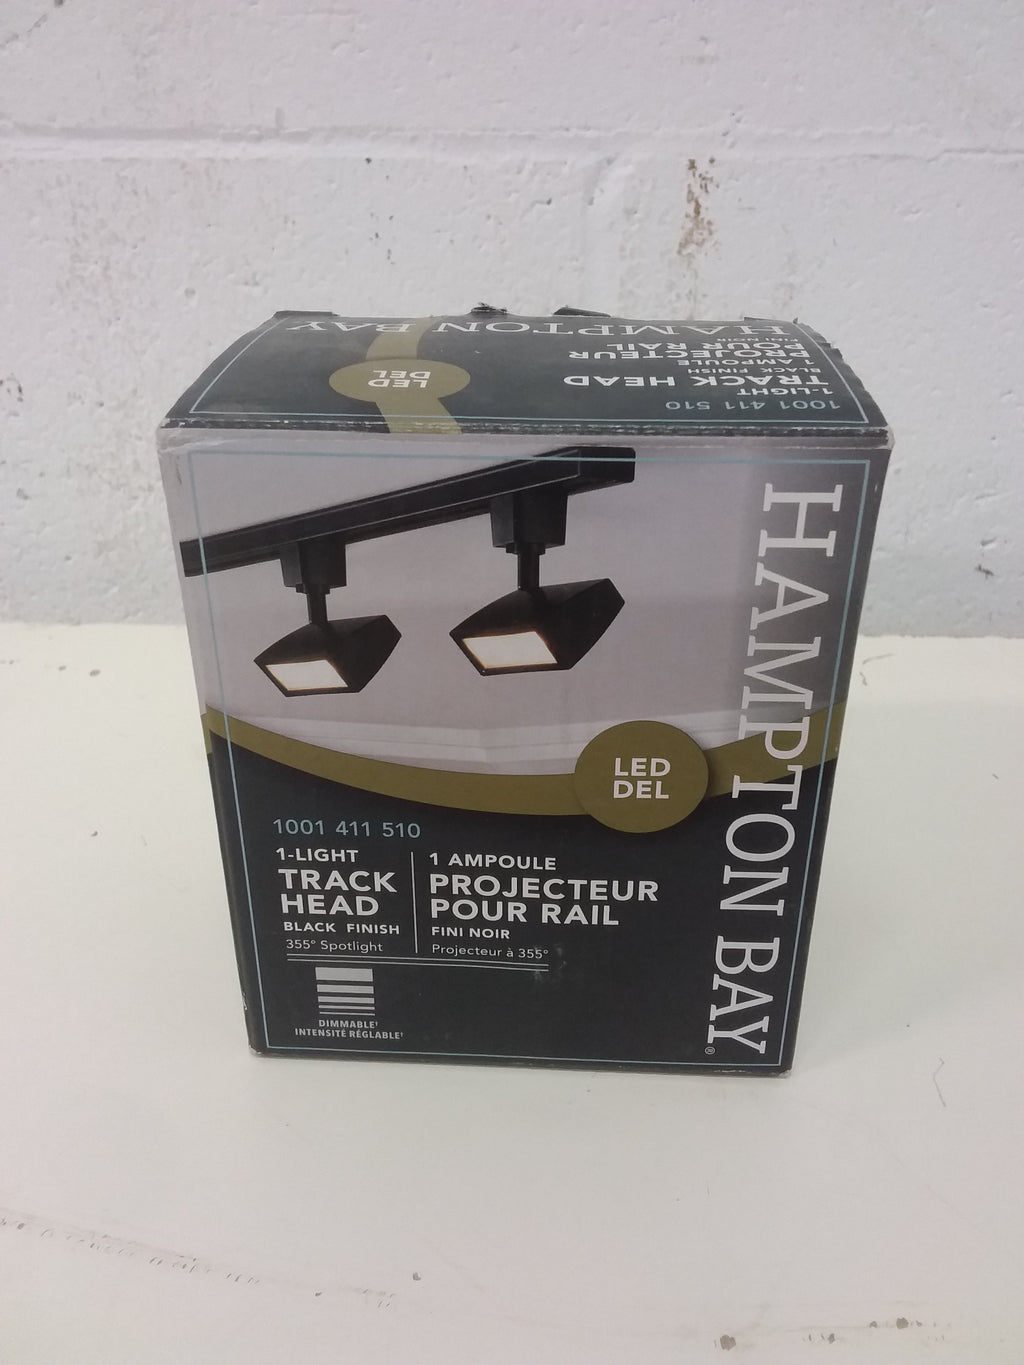 HAMPTON BAY
FINI NOIR
POUR RAIL
PROJECTEUR
1 AMPOULE
BLACK FINISH
TRACK HEAD
1-LIGHT
1001 411 510
LED
DEL
HAMPTON BAY®
LED
DEL
1001 411 510
1-LIGHT
TRACK
HEAD
BLACK FINISH
355° Spotlight
1 AMPOULE
PROJECTEUR
POUR RAIL
FINI NOIR
Projecteur à 355°
DIMMABLE†
INTENSITÉ RÉGLABLE†